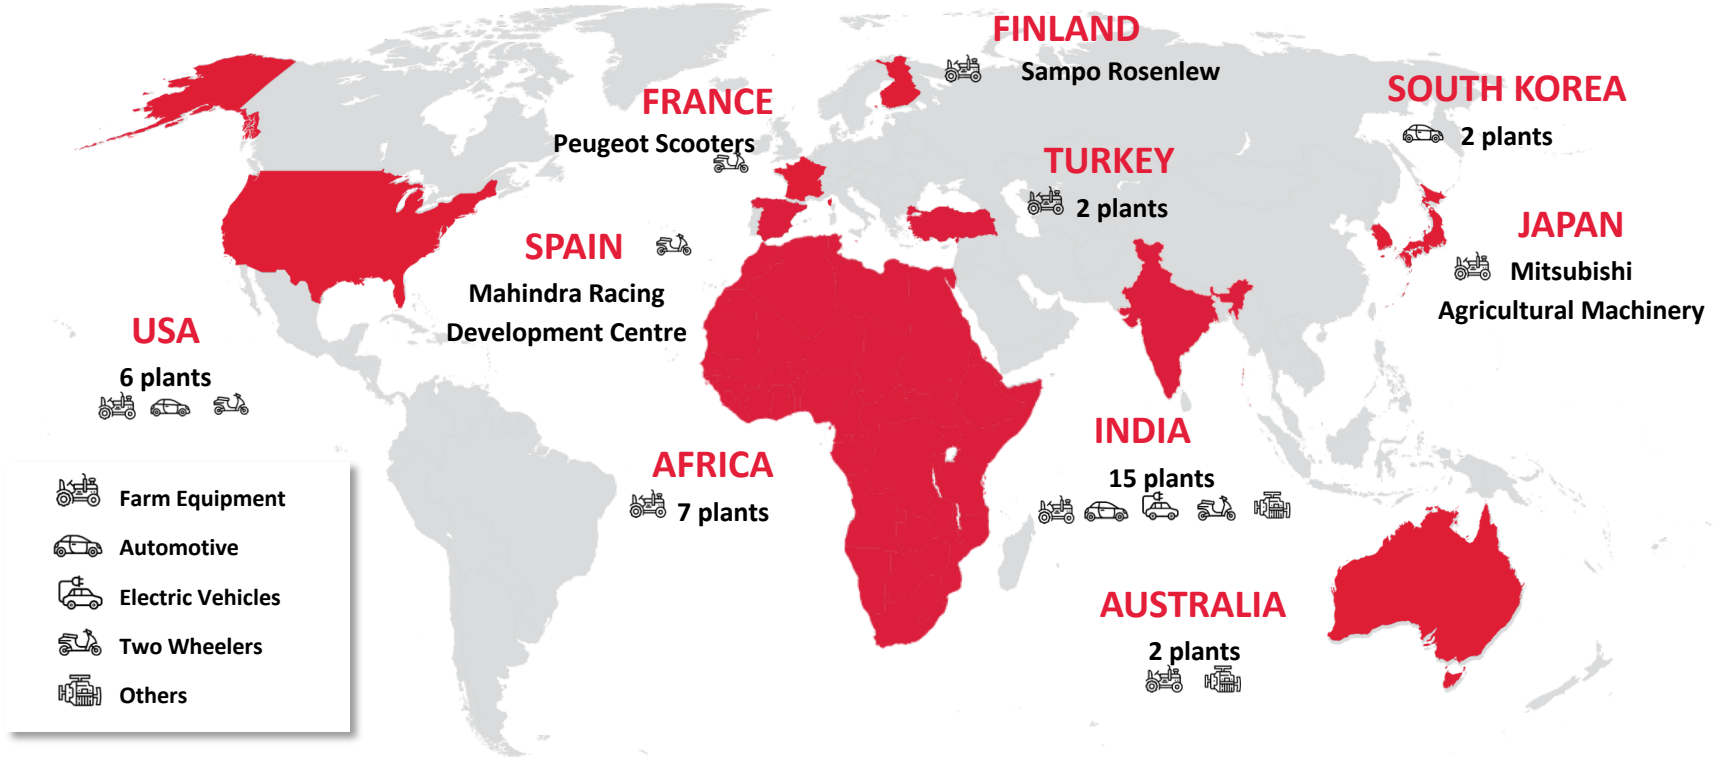 FINLAND
Sampo Rosenlew
SOUTH KOREA
2 plants
FRANCE
Peugeot Scooters
TURKEY
2 plants
JAPAN
Mitsubishi
Agricultural Machinery
SPAIN
Mahindra Racing
Development Centre
USA
6 plants
INDIA
15 plants
AFRICA
7 plants
AUSTRALIA
2 plants
Farm Equipment
Automotive
Electric Vehicles
Two Wheelers
Others